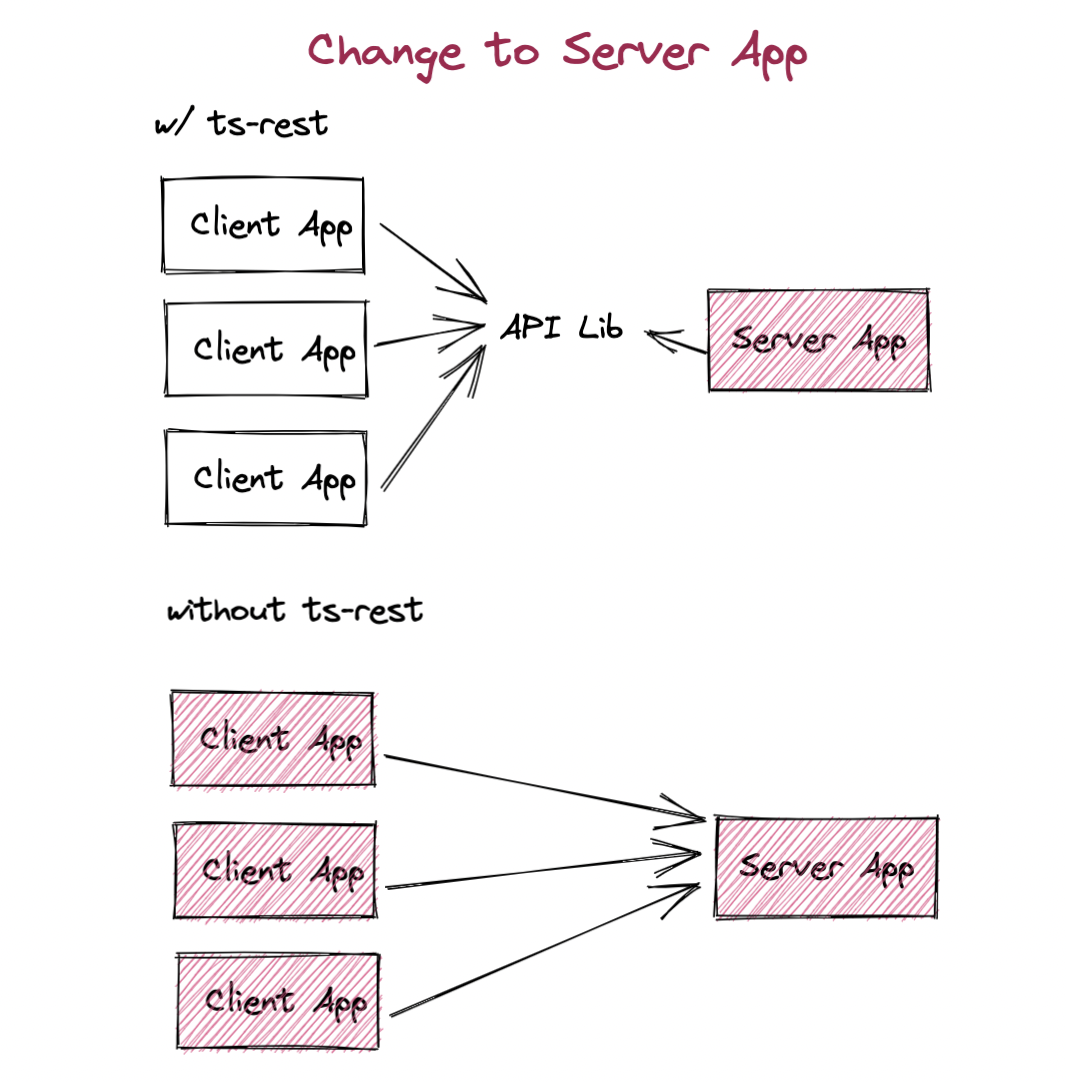 Change to Server App
w/ ts-rest
Client App
Client App
Client App
API Lib
Server App
without ts-rest
Client App
Client App
Client App
Server App